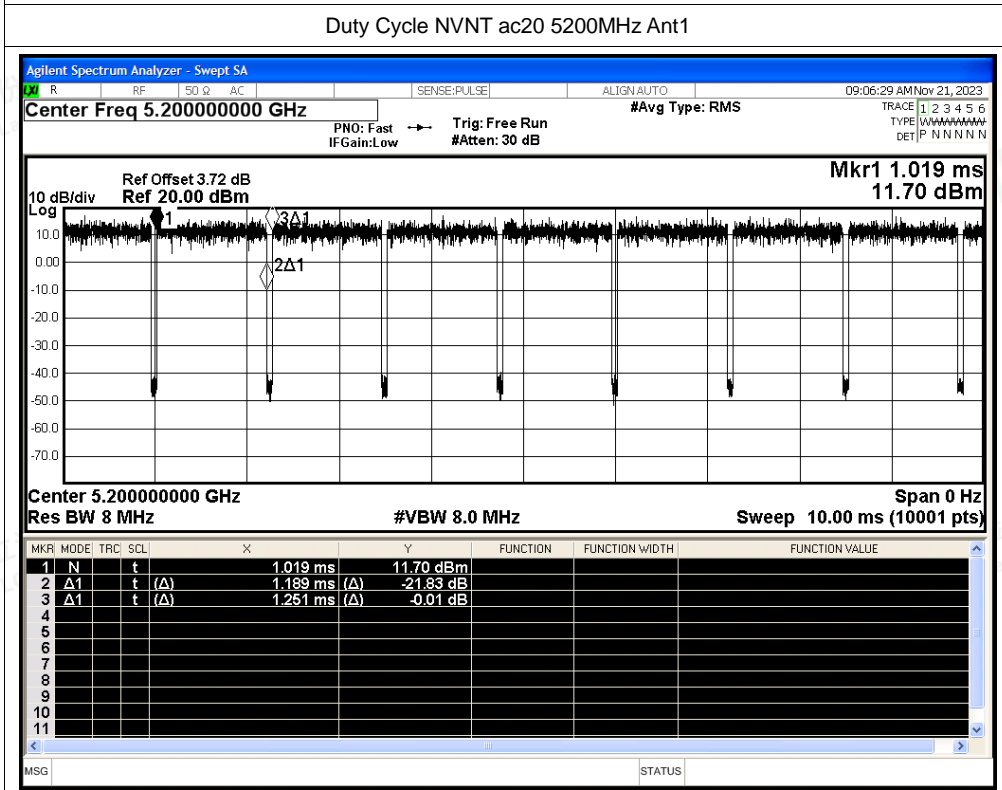 Duty Cycle NVNT ac20 5200MHz Ant1
Agilent Spectrum Analyzer - Swept SA
LXI R RF 50 Ω AC SENSE:PULSE ALIGN AUTO 09:06:29 AM Nov 21, 2023
Center Freq 5.200000000 GHz #Avg Type: RMS TRACE 1 2 3 4 5 6
PNO: Fast Trig: Free Run TYPE WWWWWW
IFGain:Low #Atten: 30 dB DET P N N N N N
Mkr1 1.019 ms
Ref Offset 3.72 dB
10 dB/div Ref 20.00 dBm 11.70 dBm
Log
1 3Δ1
10.0
0.00
2Δ1
-10.0
-20.0
-30.0
-40.0
-50.0
-60.0
-70.0
Center 5.200000000 GHz Span 0 Hz
Res BW 8 MHz #VBW 8.0 MHz Sweep 10.00 ms (10001 pts)
MKR MODE TRC SCL X Y FUNCTION FUNCTION WIDTH FUNCTION VALUE
1 N t 1.019 ms 11.70 dBm
2 Δ1 t (Δ) 1.189 ms (Δ) -21.83 dB
3 Δ1 t (Δ) 1.251 ms (Δ) -0.01 dB
4
5
6
7
8
9
10
11
MSG STATUS